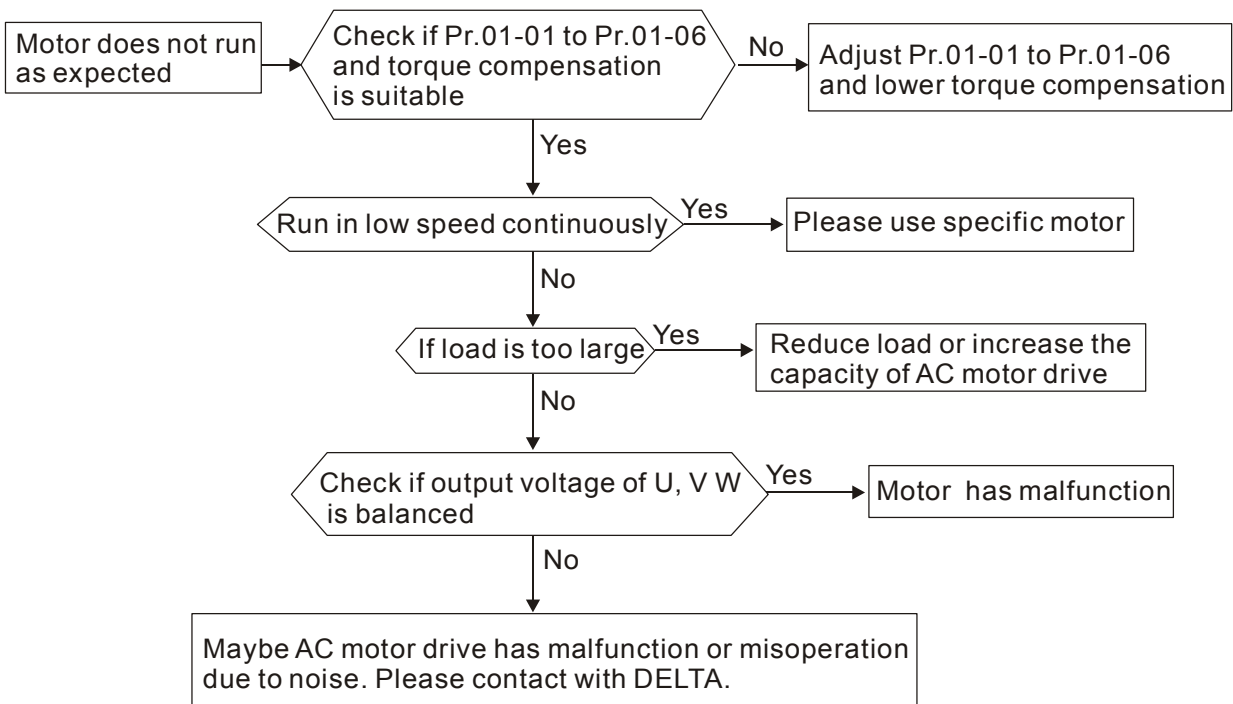 Motor does not run
as expected
Check if Pr.01-01 to Pr.01-06
and torque compensation
is suitable
No
Adjust Pr.01-01 to Pr.01-06
and lower torque compensation
Yes
Run in low speed continuously
Yes
Please use specific motor
No
If load is too large
Yes
Reduce load or increase the
capacity of AC motor drive
No
Check if output voltage of U, V W
is balanced
Yes
Motor has malfunction
No
Maybe AC motor drive has malfunction or misoperation
due to noise. Please contact with DELTA.